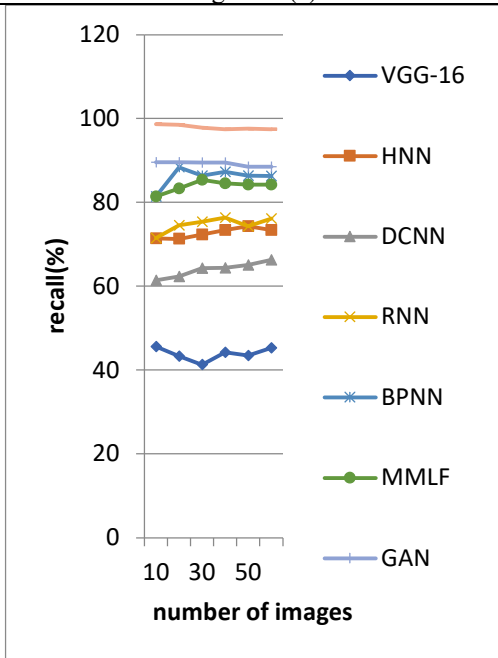 120
100
80
60
40
20
0
10 30 50
recall(%)
number of images
VGG-16
HNN
DCNN
RNN
BPNN
MMLF
GAN